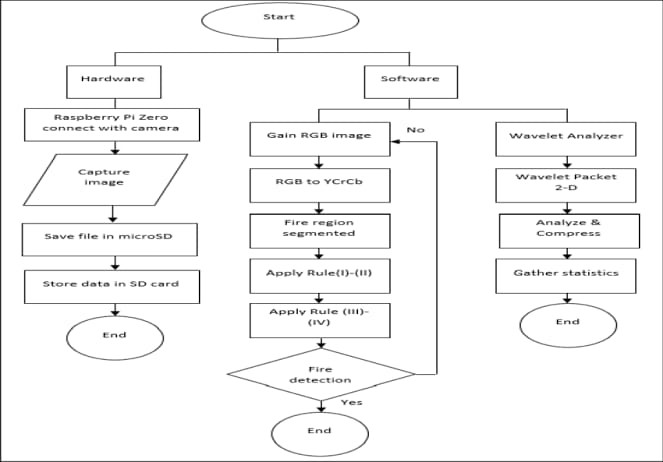 Start
Hardware
Software
Raspberry Pi Zero
connect with camera
Capture
image
Save file in microSD
Store data in SD card
End
No
Gain RGB image
RGB to YCrCb
Fire region
segmented
Apply Rule(I)-(II)
Apply Rule (III)-
(IV)
Fire
detection
Yes
End
Wavelet Analyzer
Wavelet Packet
2-D
Analyze &
Compress
Gather statistics
End